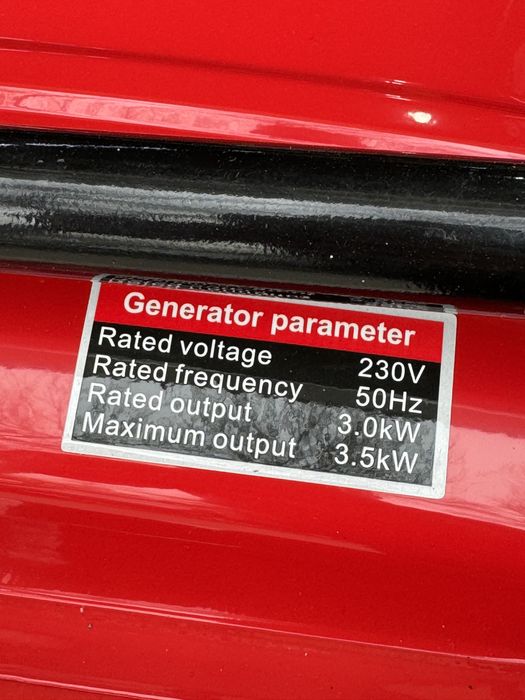 Generator parameter
Rated voltage 230V
Rated frequency 50Hz
Rated output 3.0kW
Maximum output 3.5kW